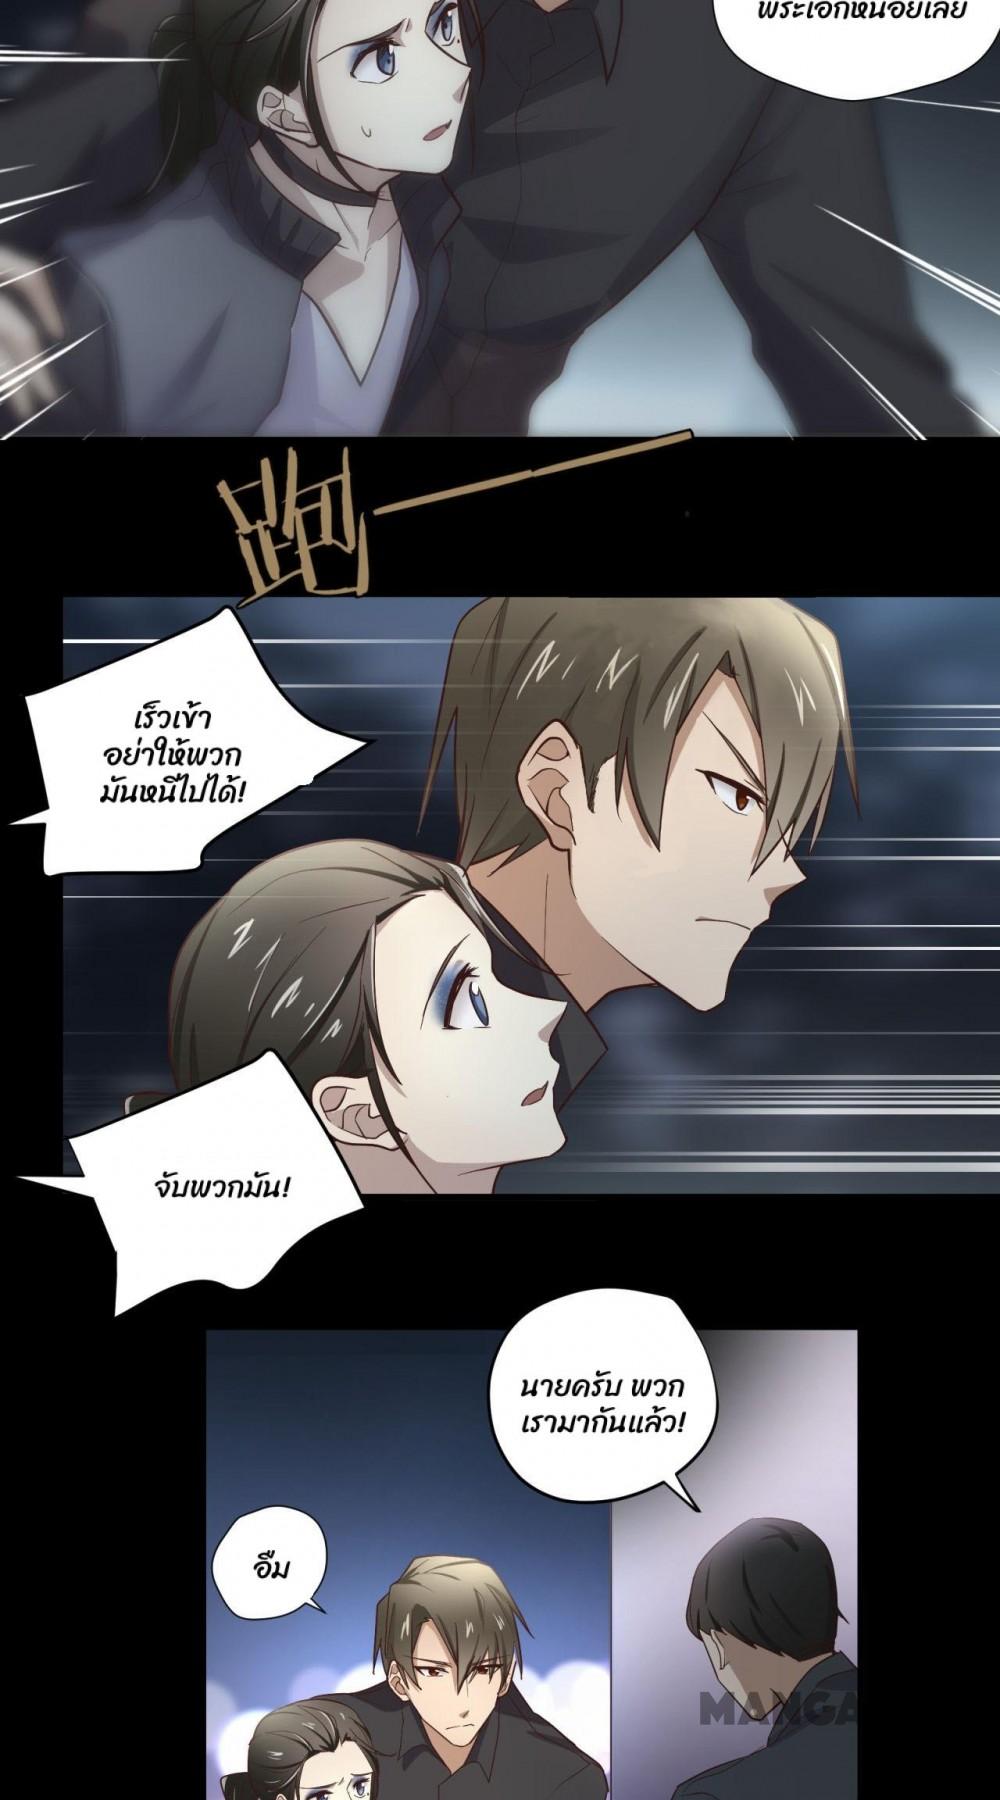 พระเอกหน่อยเลย
跑
เร็วเข้า
อย่าให้พวก
มันหนีไปได้!
จับพวกมัน!
นายครับ พวก
เรามากันแล้ว!
อืม
MANGA